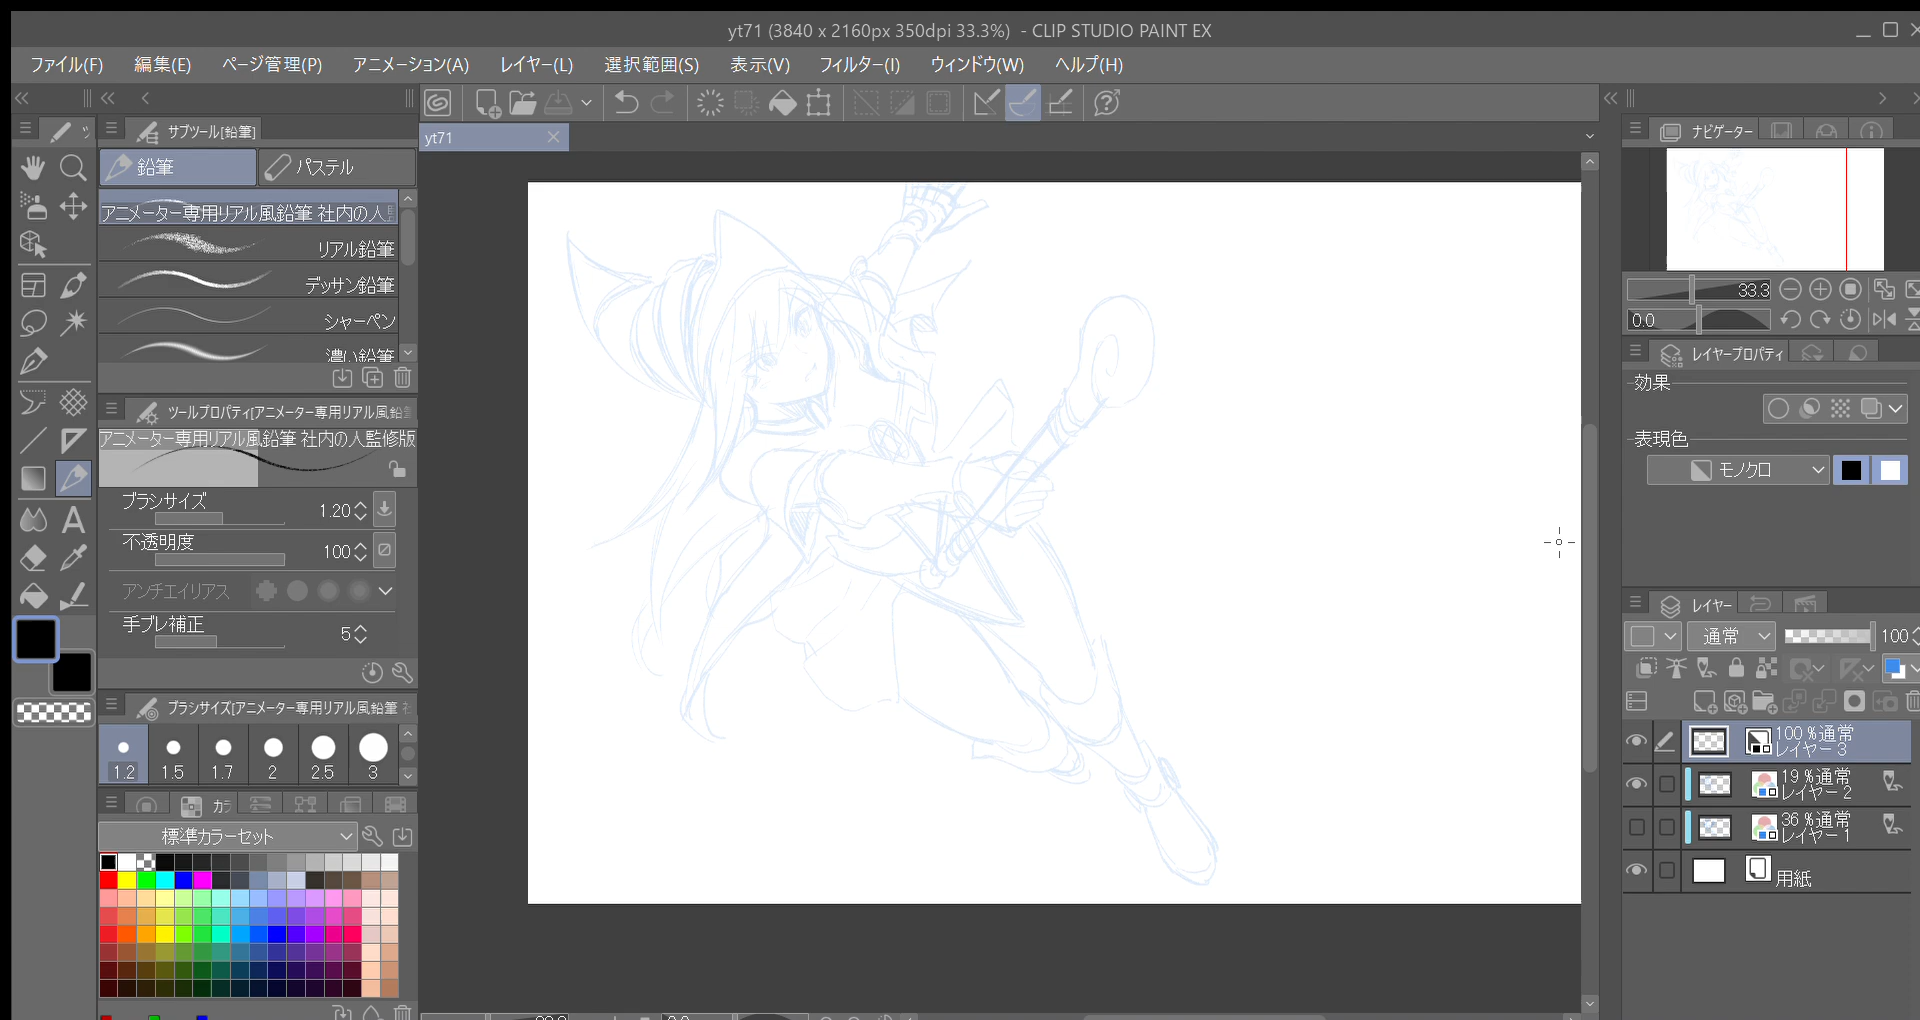 yt71 (3840 x 2160px 350dpi 33.3%) - CLIP STUDIO PAINT EX
ファイル(F) 編集(E) ページ管理(P) アニメーション(A) レイヤー(L) 選択範囲(S) 表示(V) フィルター(I) ウィンドウ(W) ヘルプ(H)
サブツール[鉛筆]
yt71
鉛筆 パステル
アニメーター専用リアル風鉛筆 社内の人
リアル鉛筆
デッサン鉛筆
シャーペン
濃い鉛筆
ツールプロパティ[アニメーター専用リアル風鉛筆
アニメーター専用リアル風鉛筆 社内の人監修版
ブラシサイズ 1.20
不透明度 100
アンチエイリアス
手ブレ補正 5
ブラシサイズ[アニメーター専用リアル風鉛筆
1.2 1.5 1.7 2 2.5 3
カラ
標準カラーセット
ナビゲーター
33.3
0.0
レイヤープロパティ
効果
表現色
モノクロ
レイヤー
通常 100
100 %通常
レイヤー 3
19 %通常
レイヤー 2
36 %通常
レイヤー 1
用紙